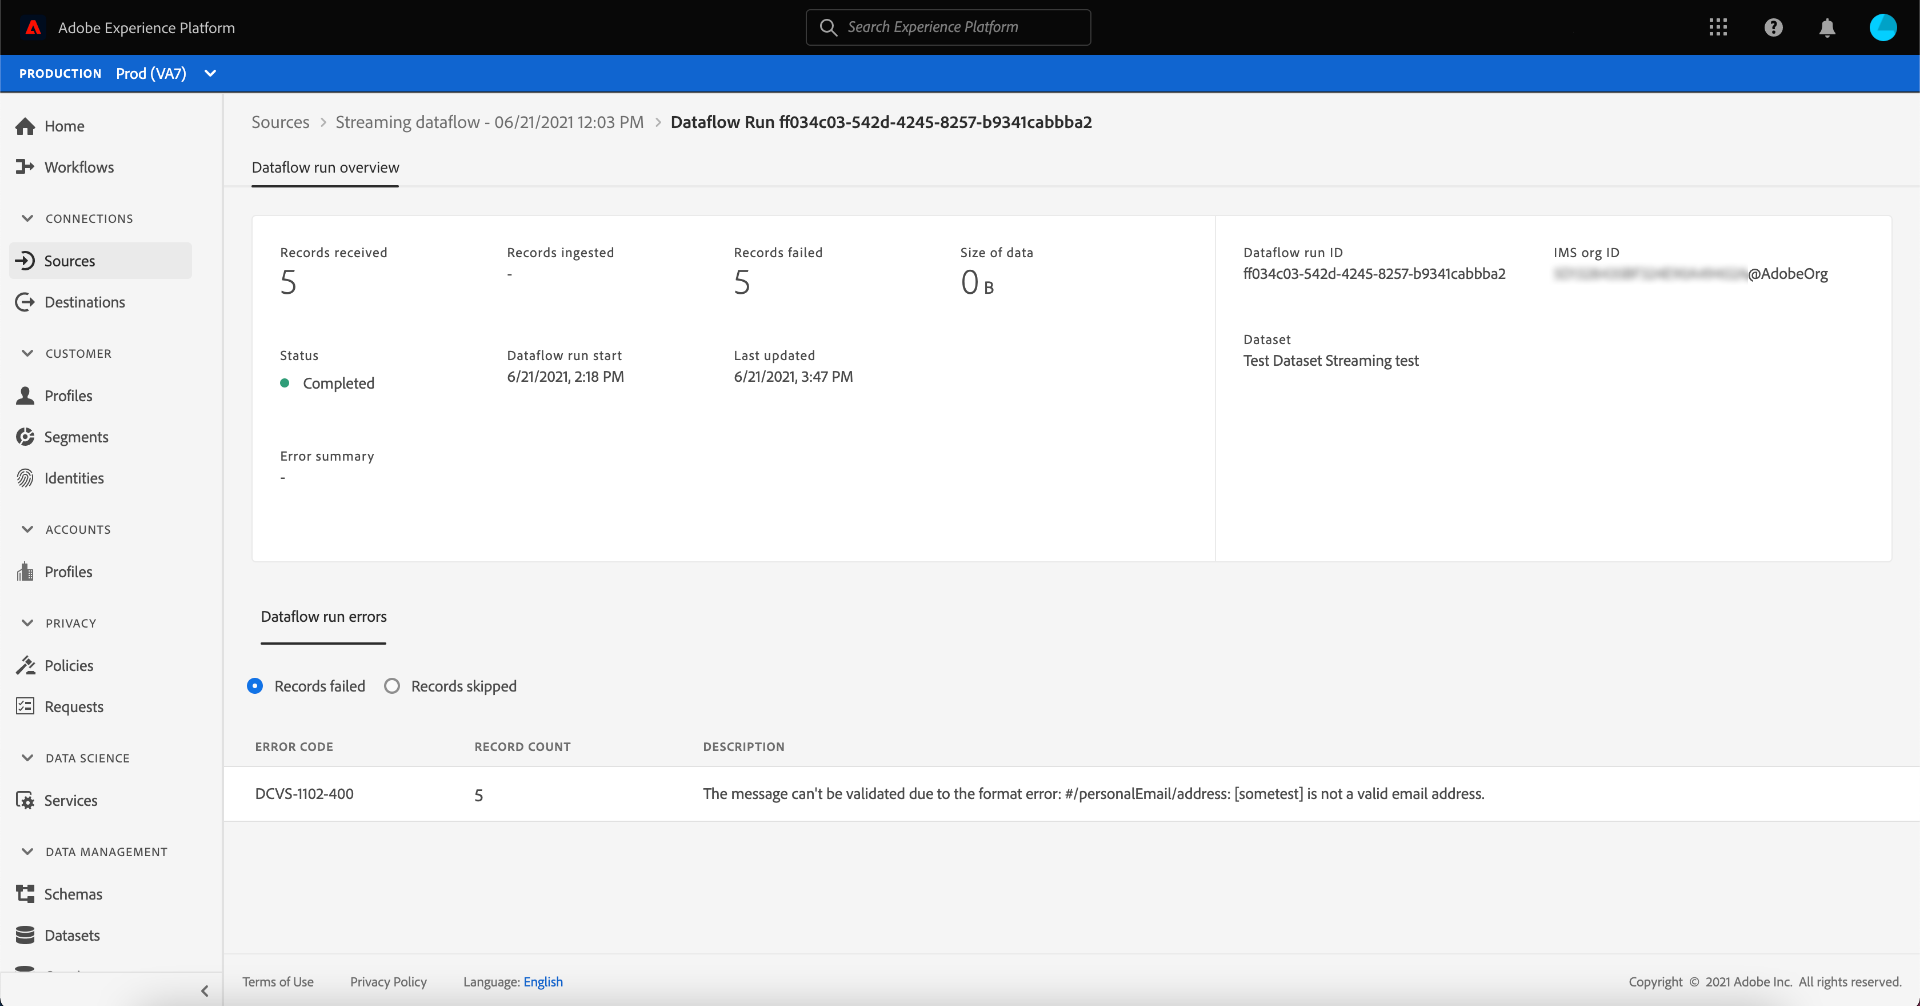 Adobe Experience Platform
Search Experience Platform
PRODUCTION Prod (VA7)
Home
Workflows
CONNECTIONS
Sources
Destinations
CUSTOMER
Profiles
Segments
Identities
ACCOUNTS
Profiles
PRIVACY
Policies
Requests
DATA SCIENCE
Services
DATA MANAGEMENT
Schemas
Datasets
Sources > Streaming dataflow - 06/21/2021 12:03 PM > Dataflow Run ff034c03-542d-4245-8257-b9341cabbba2
Dataflow run overview
Records received
5
Records ingested
-
Records failed
5
Size of data
0 B
Status
Completed
Dataflow run start
6/21/2021, 2:18 PM
Last updated
6/21/2021, 3:47 PM
Error summary
-
Dataflow run ID
ff034c03-542d-4245-8257-b9341cabbba2
IMS org ID
@AdobeOrg
Dataset
Test Dataset Streaming test
Dataflow run errors
Records failed Records skipped
ERROR CODE RECORD COUNT DESCRIPTION
DCVS-1102-400 5 The message can't be validated due to the format error: #/personalEmail/address: [sometest] is not a valid email address.
Terms of Use Privacy Policy Language: English Copyright © 2021 Adobe Inc. All rights reserved.